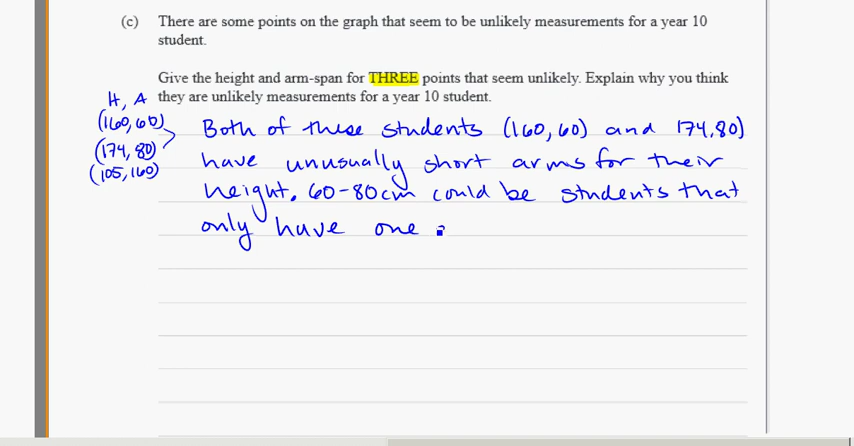 (c) There are some points on the graph that seem to be unlikely measurements for a year 10
student.
Give the height and arm-span for THREE points that seem unlikely. Explain why you think
they are unlikely measurements for a year 10 student.
H, A
(160,60)
(174, 80)
(105, 160)
Both of these students (160,60) and 174,80)
have unusually short arms for their
height. 60-80cm could be students that
only have one